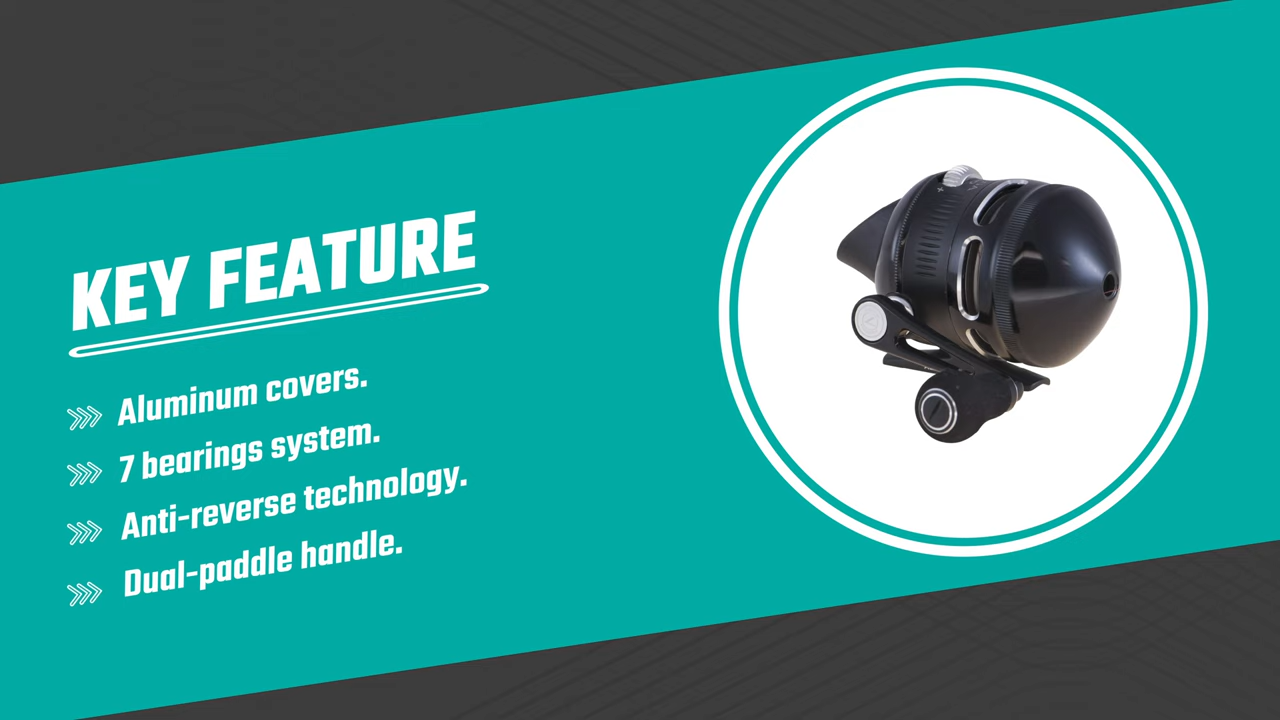 KEY FEATURE
Aluminum covers.
7 bearings system.
Anti-reverse technology.
Dual-paddle handle.